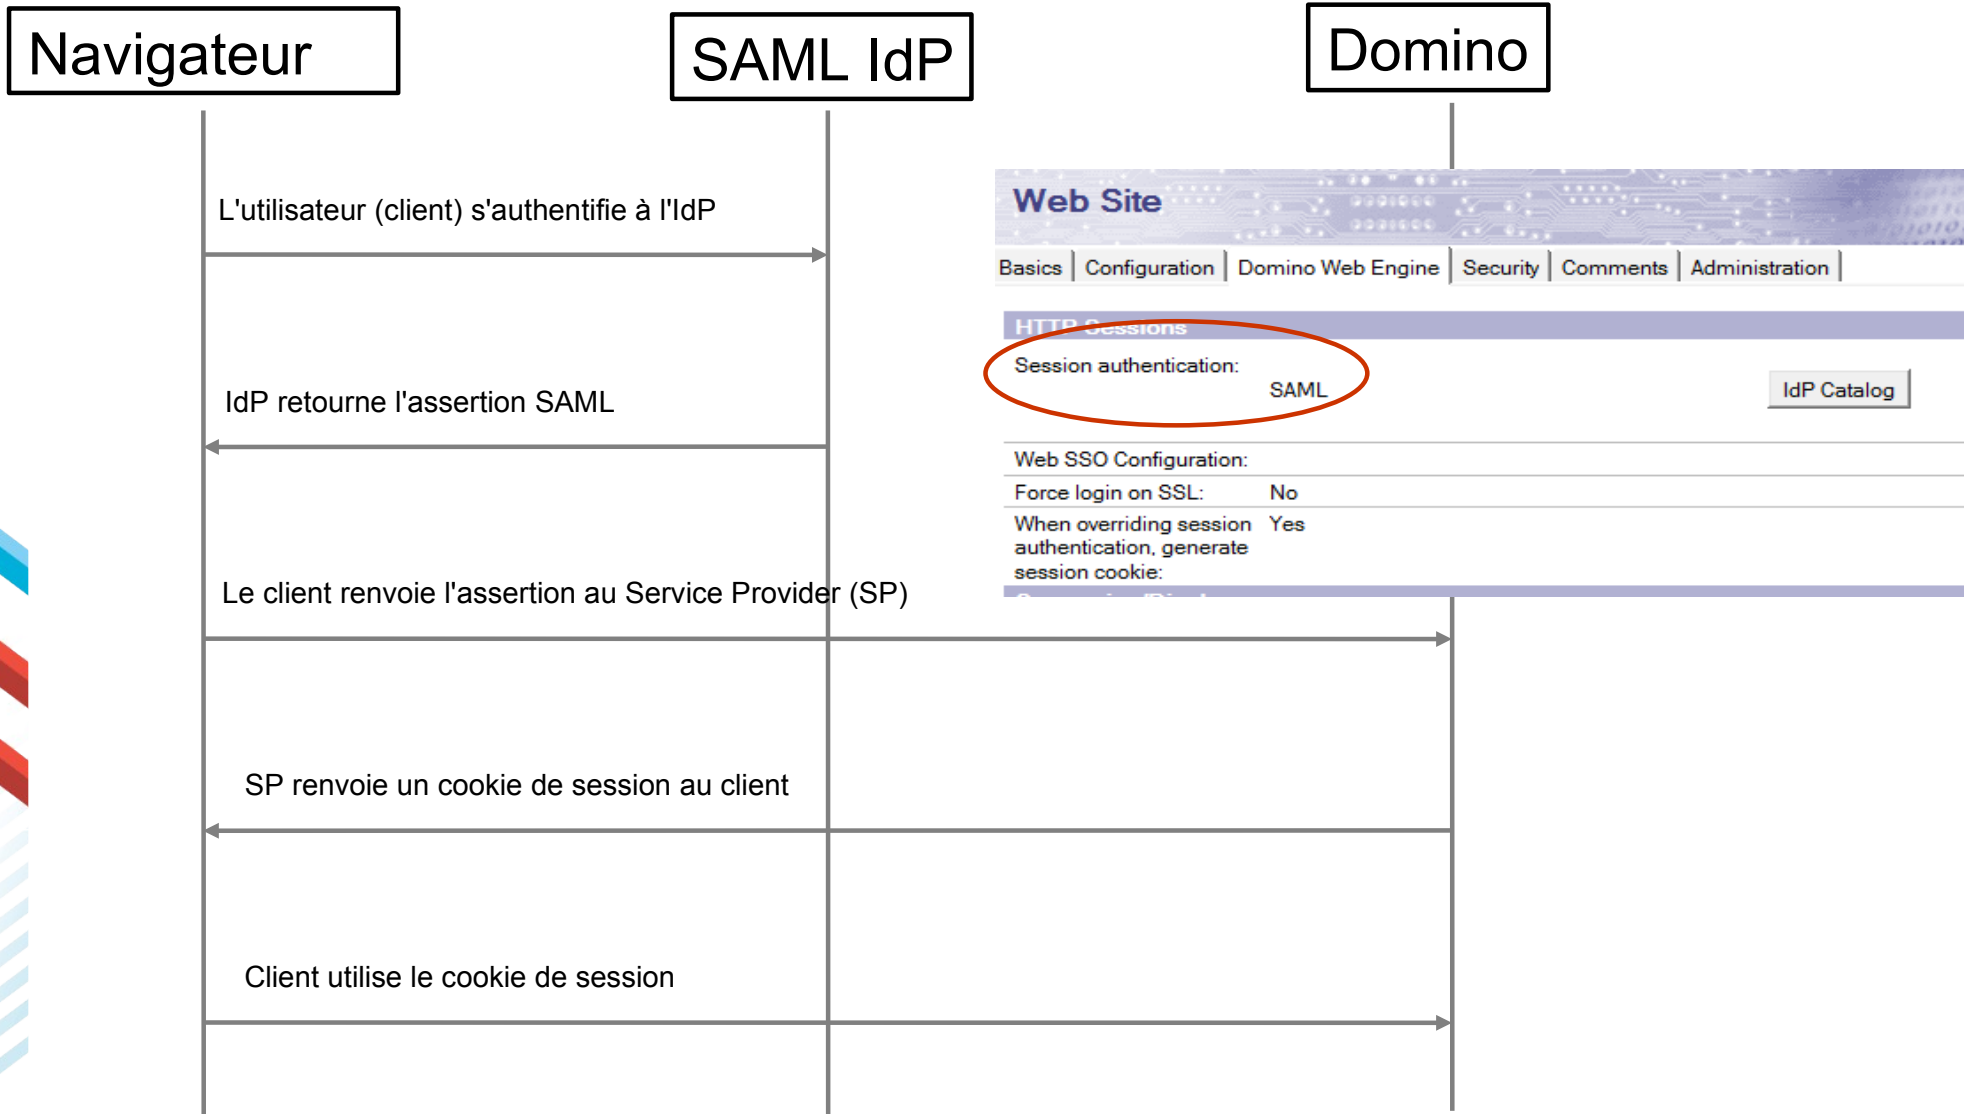 Navigateur
SAML IdP
Domino
L'utilisateur (client) s'authentifie à l'IdP
Web Site
Basics
Configuration
Domino Web Engine
Security
Comments
Administration
HTTP Sessions
Session authentication:
SAML
IdP Catalog
IdP retourne l'assertion SAML
Web SSO Configuration:
Force login on SSL: No
When overriding session Yes
authentication, generate
session cookie:
Le client renvoie l'assertion au Service Provider (SP)
SP renvoie un cookie de session au client
Client utilise le cookie de session